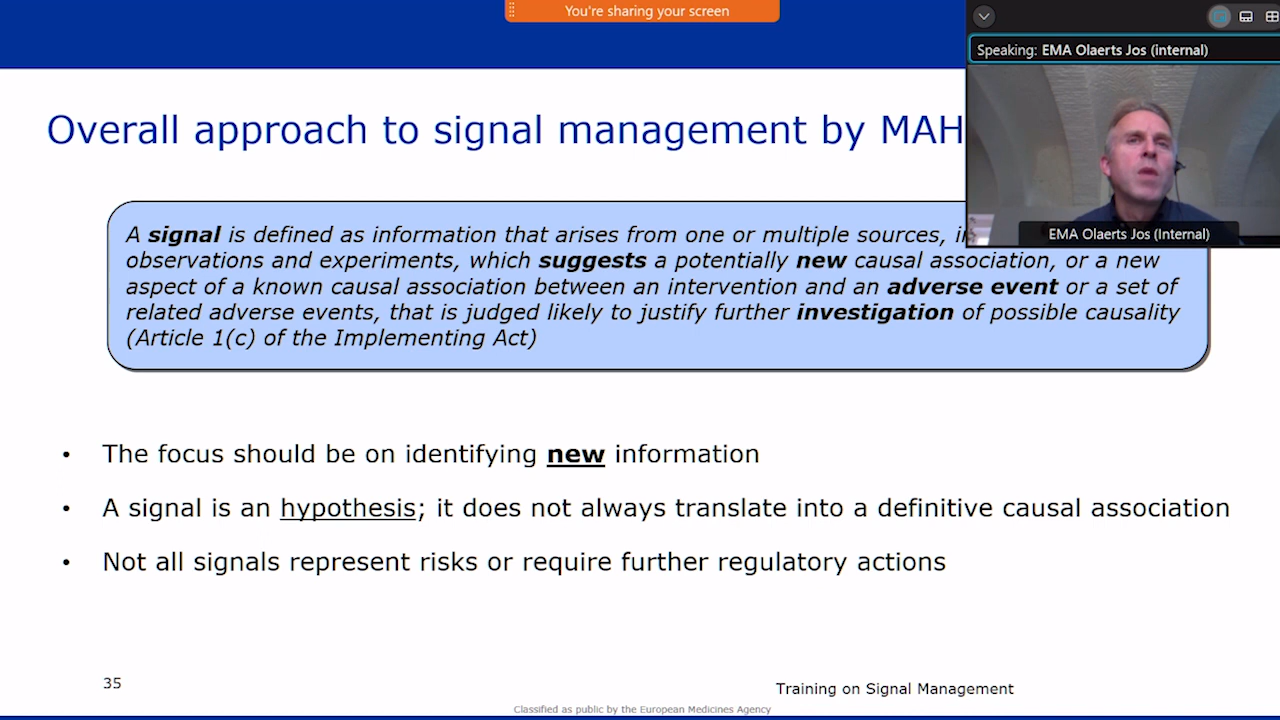 You're sharing your screen
Speaking: EMA Olaerts Jos (internal)
EMA Olaerts Jos (Internal)
Overall approach to signal management by MAH
A signal is defined as information that arises from one or multiple sources,
observations and experiments, which suggests a potentially new causal association, or a new
aspect of a known causal association between an intervention and an adverse event or a set of
related adverse events, that is judged likely to justify further investigation of possible causality
(Article 1(c) of the Implementing Act)
• The focus should be on identifying new information
• A signal is an hypothesis; it does not always translate into a definitive causal association
• Not all signals represent risks or require further regulatory actions
35
Training on Signal Management
Classified as public by the European Medicines Agency